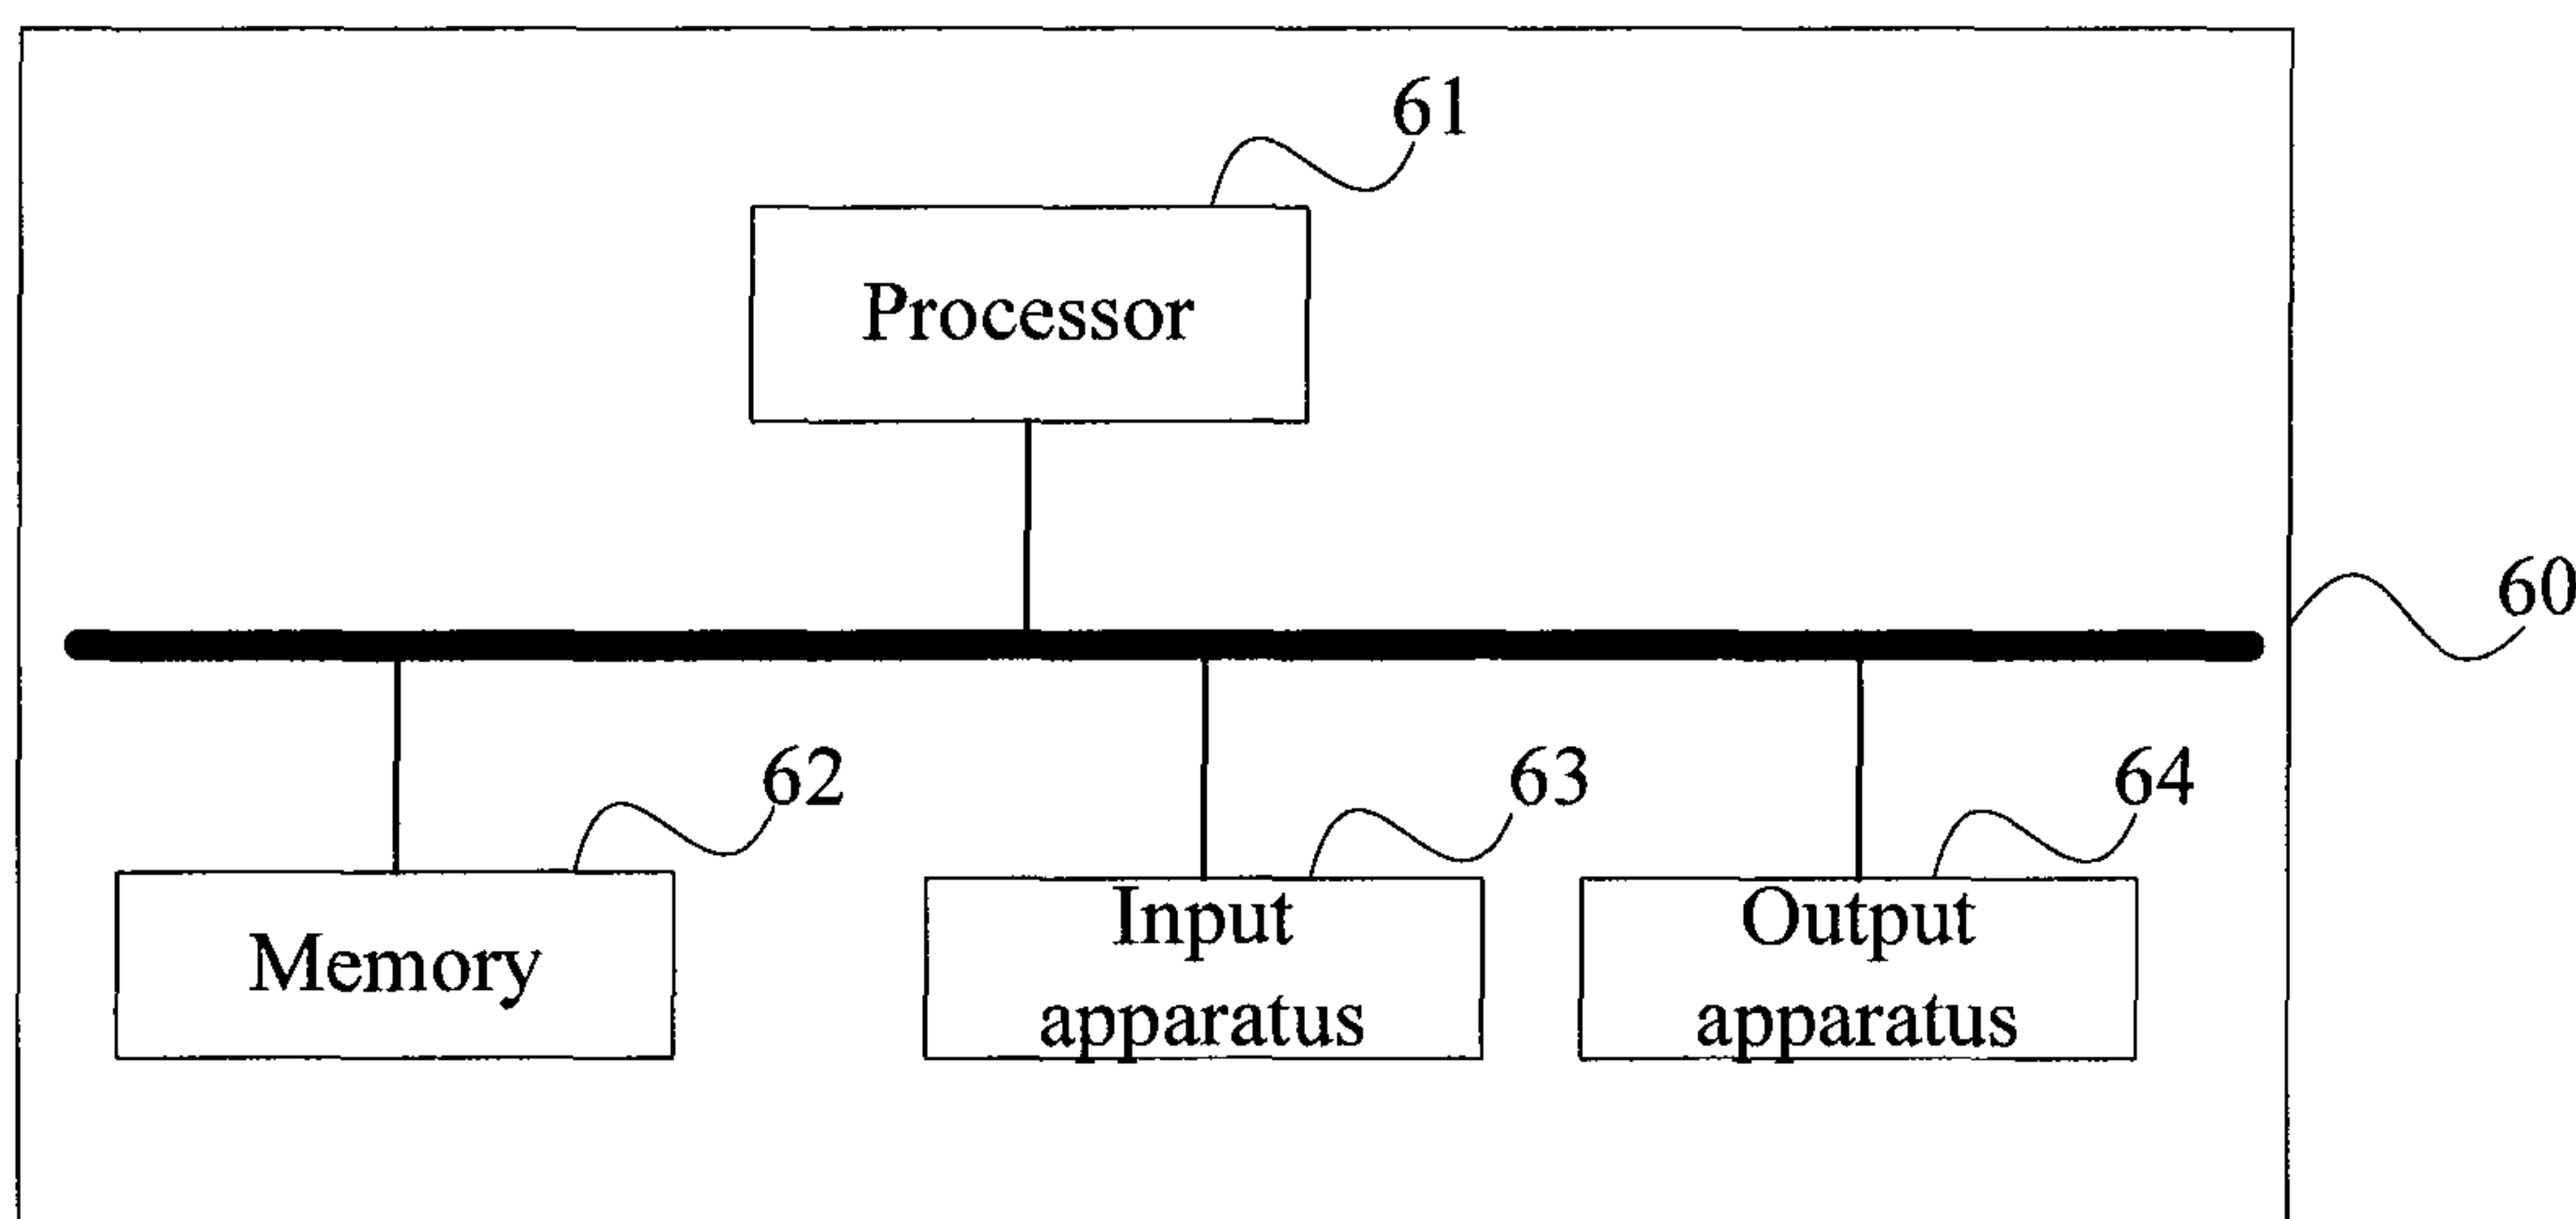 61
Processor
60
62
63
64
Memory
Input
apparatus
Output
apparatus